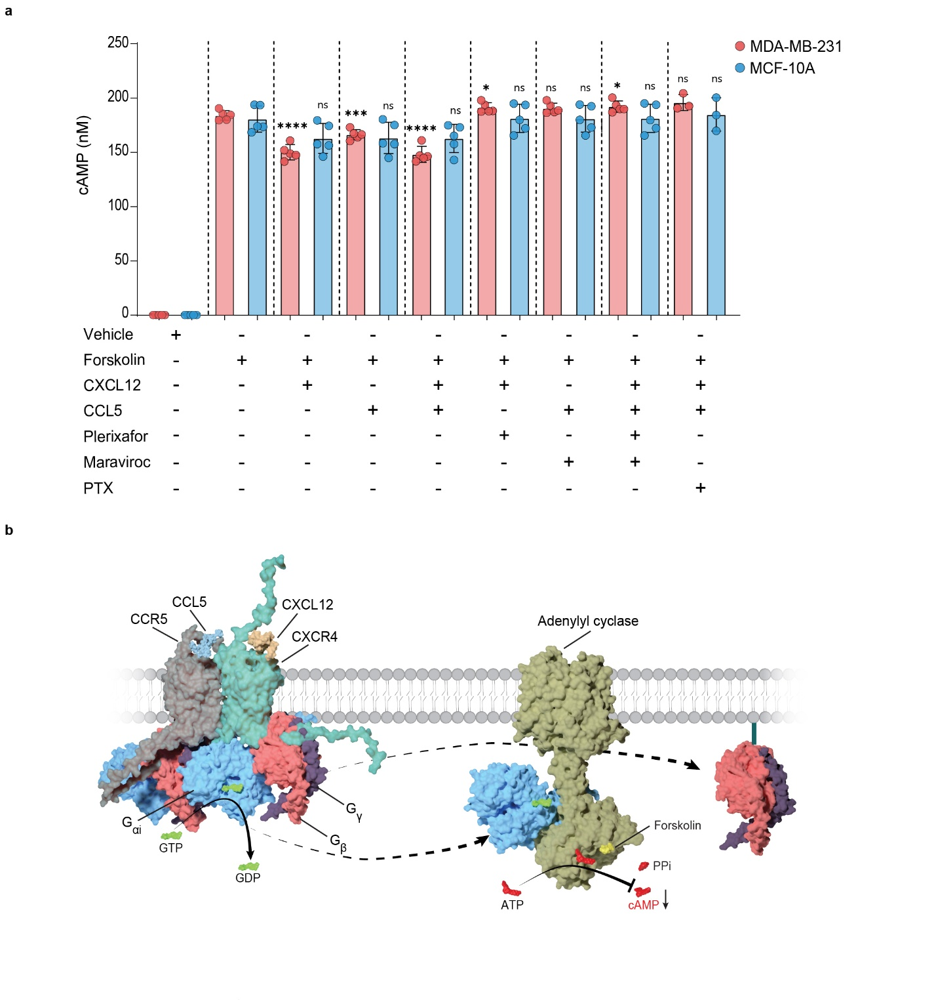 a
250
200
150
100
50
0
cAMP (nM)
MDA-MB-231
MCF-10A
**** ns *** ns **** ns * ns ns ns * ns ns ns
Vehicle + - - - - - - - -
Forskolin - + + + + + + + +
CXCL12 - - + - + + - + +
CCL5 - - - + + - + + +
Plerixafor - - - - - + - + -
Maraviroc - - - - - - + + -
PTX - - - - - - - - +
b
CCL5
CXCL12
CCR5
CXCR4
Adenylyl cyclase
Gαi
Gγ
Gβ
GTP
GDP
Forskolin
PPi
ATP
cAMP ↓